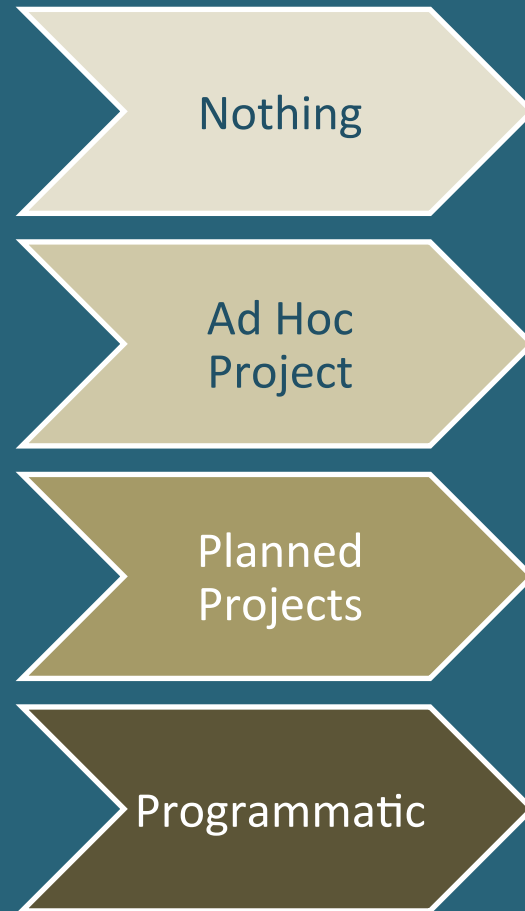 Nothing
Ad Hoc
Project
Planned
Projects
Programmatic